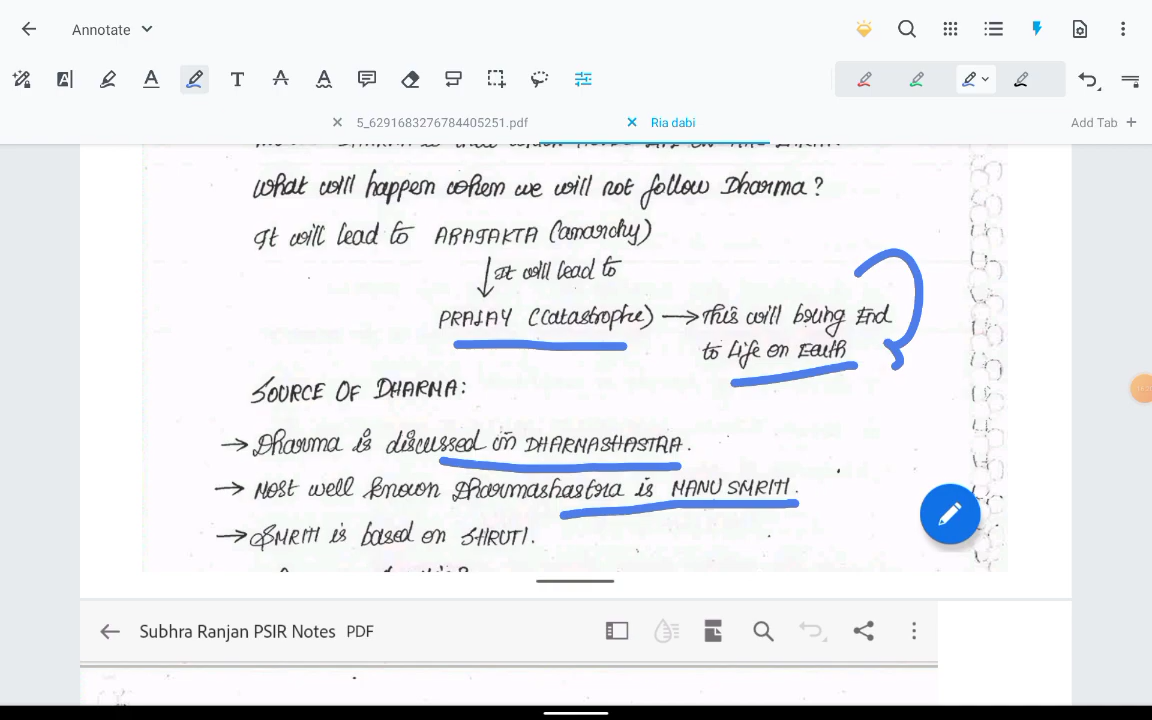 Annotate
5_6291683276784405251.pdf
Ria dabi
Add Tab +
What will happen when we will not follow Dharma?
It will lead to ARAJAKTA (anarchy)
It will lead to
PRALAY (Catastrophe) → This will bring End
to Life on Earth
SOURCE OF DHARMA:
→ Dharma is discussed in DHARMASHASTRA.
→ Most well known Dharmashastra is MANUSMRITI.
→ SMRITI is based on SHRUTI.
Subhra Ranjan PSIR Notes PDF